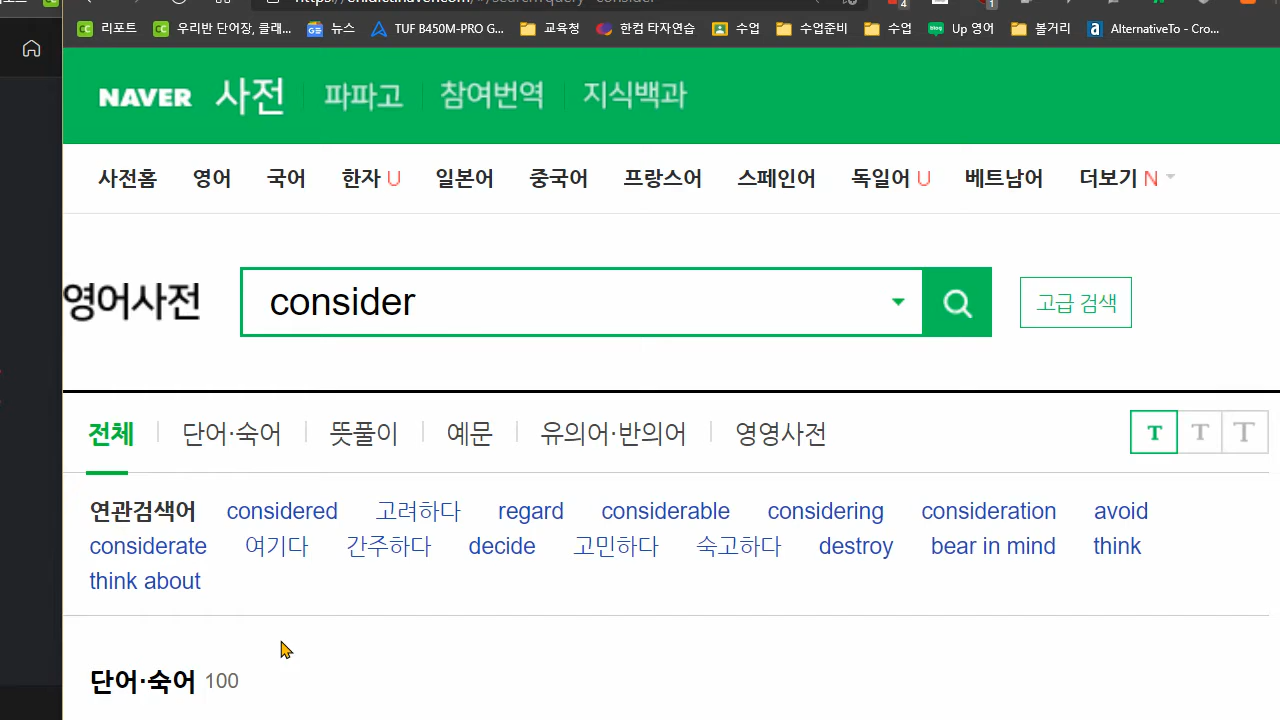 리포트 우리반 단어장, 클래... 뉴스 TUF B450M-PRO G... 교육청 한컴 타자연습 수업 수업준비 수업 Up 영어 볼거리 AlternativeTo - Cro...
NAVER 사전 파파고 참여번역 지식백과
사전홈 영어 국어 한자 U 일본어 중국어 프랑스어 스페인어 독일어 U 베트남어 더보기 N
영어사전 consider 고급 검색
전체 단어·숙어 뜻풀이 예문 유의어·반의어 영영사전 T T T
연관검색어 considered 고려하다 regard considerable considering consideration avoid
considerate 여기다 간주하다 decide 고민하다 숙고하다 destroy bear in mind think
think about
단어·숙어 100